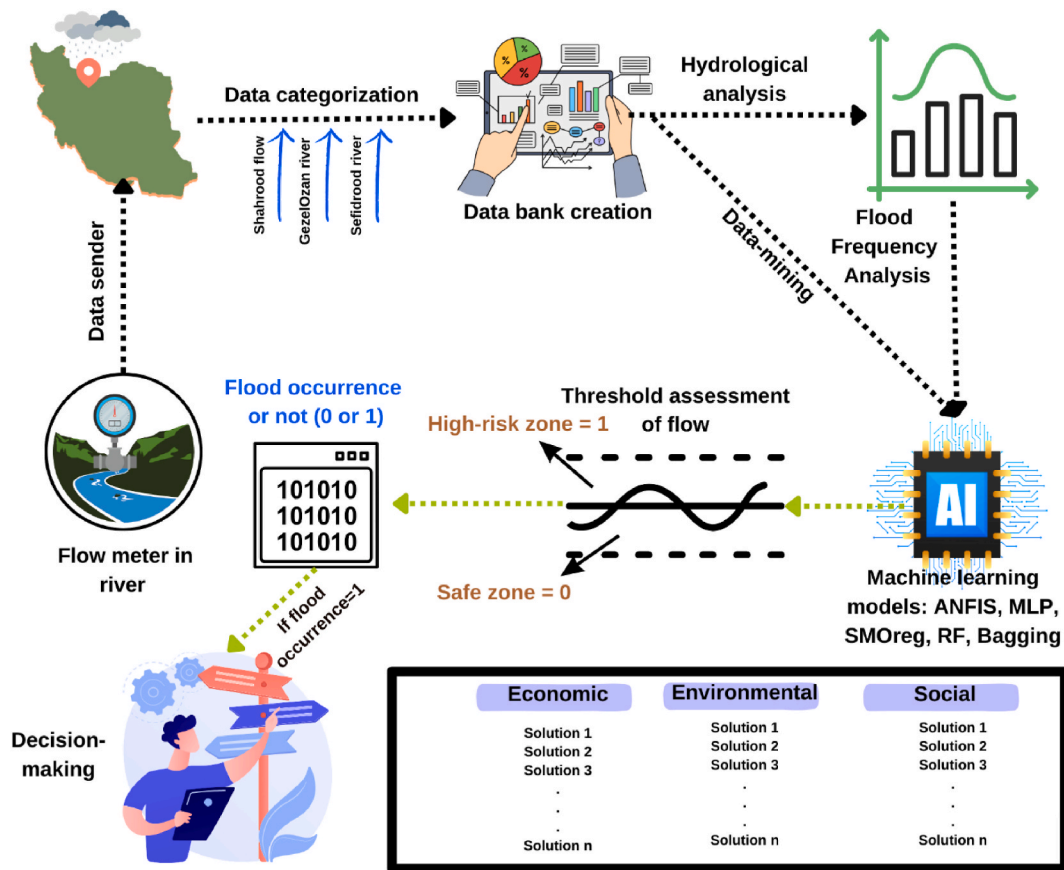 Data categorization
Shahrood flow
GezelOzan river
Sefidrood river
% % %
Data bank creation
Hydrological
analysis
Data-mining
Flood
Frequency
Analysis
Data sender
Flow meter in
river
Flood occurrence
or not (0 or 1)
101010
101010
101010
Threshold assessment
of flow
High-risk zone = 1
Safe zone = 0
AI
Machine learning
models: ANFIS, MLP,
SMOreg, RF, Bagging
If flood
occurrence=1
Decision-
making
Economic
Solution 1
Solution 2
Solution 3
.
.
.
Solution n
Environmental
Solution 1
Solution 2
Solution 3
.
.
.
Solution n
Social
Solution 1
Solution 2
Solution 3
.
.
.
Solution n